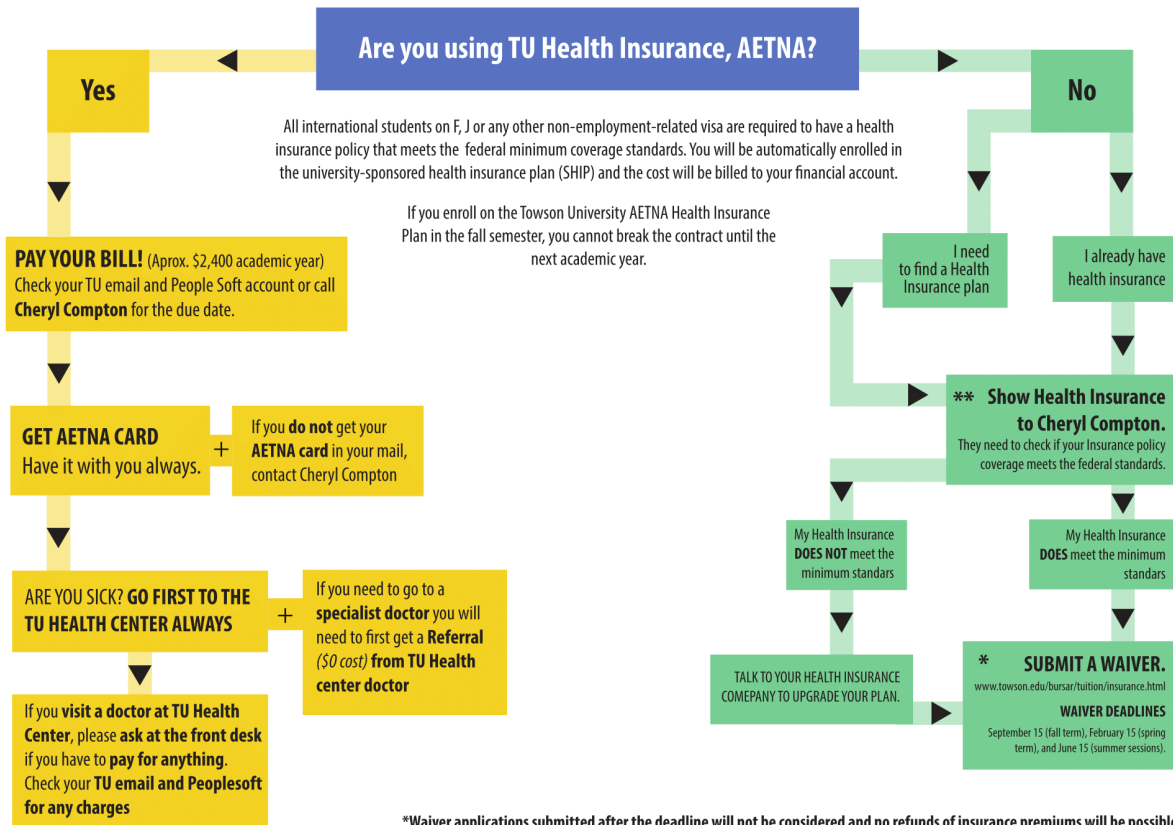 Are you using TU Health Insurance, AETNA?
Yes
No
All international students on F, J or any other non-employment-related visa are required to have a health
insurance policy that meets the federal minimum coverage standards. You will be automatically enrolled in
the university-sponsored health insurance plan (SHIP) and the cost will be billed to your financial account.
If you enroll on the Towson University AETNA Health Insurance
Plan in the fall semester, you cannot break the contract until the
next academic year.
PAY YOUR BILL! (Aprox. $2,400 academic year)
Check your TU email and People Soft account or call
Cheryl Compton for the due date.
GET AETNA CARD
Have it with you always.
+
If you do not get your
AETNA card in your mail,
contact Cheryl Compton
ARE YOU SICK? GO FIRST TO THE
TU HEALTH CENTER ALWAYS
+
If you need to go to a
specialist doctor you will
need to first get a Referral
($0 cost) from TU Health
center doctor
If you visit a doctor at TU Health
Center, please ask at the front desk
if you have to pay for anything.
Check your TU email and Peoplesoft
for any charges
I need
to find a Health
Insurance plan
I already have
health insurance
** Show Health Insurance
to Cheryl Compton.
They need to check if your Insurance policy
coverage meets the federal standards.
My Health Insurance
DOES NOT meet the
minimum standars
My Health Insurance
DOES meet the minimum
standars
TALK TO YOUR HEALTH INSURANCE
COMEPANY TO UPGRADE YOUR PLAN.
* SUBMIT A WAIVER.
www.towson.edu/bursar/tuition/insurance.html
WAIVER DEADLINES
September 15 (fall term), February 15 (spring
term), and June 15 (summer sessions).
*Waiver applications submitted after the deadline will not be considered and no refunds of insurance premiums will be possible